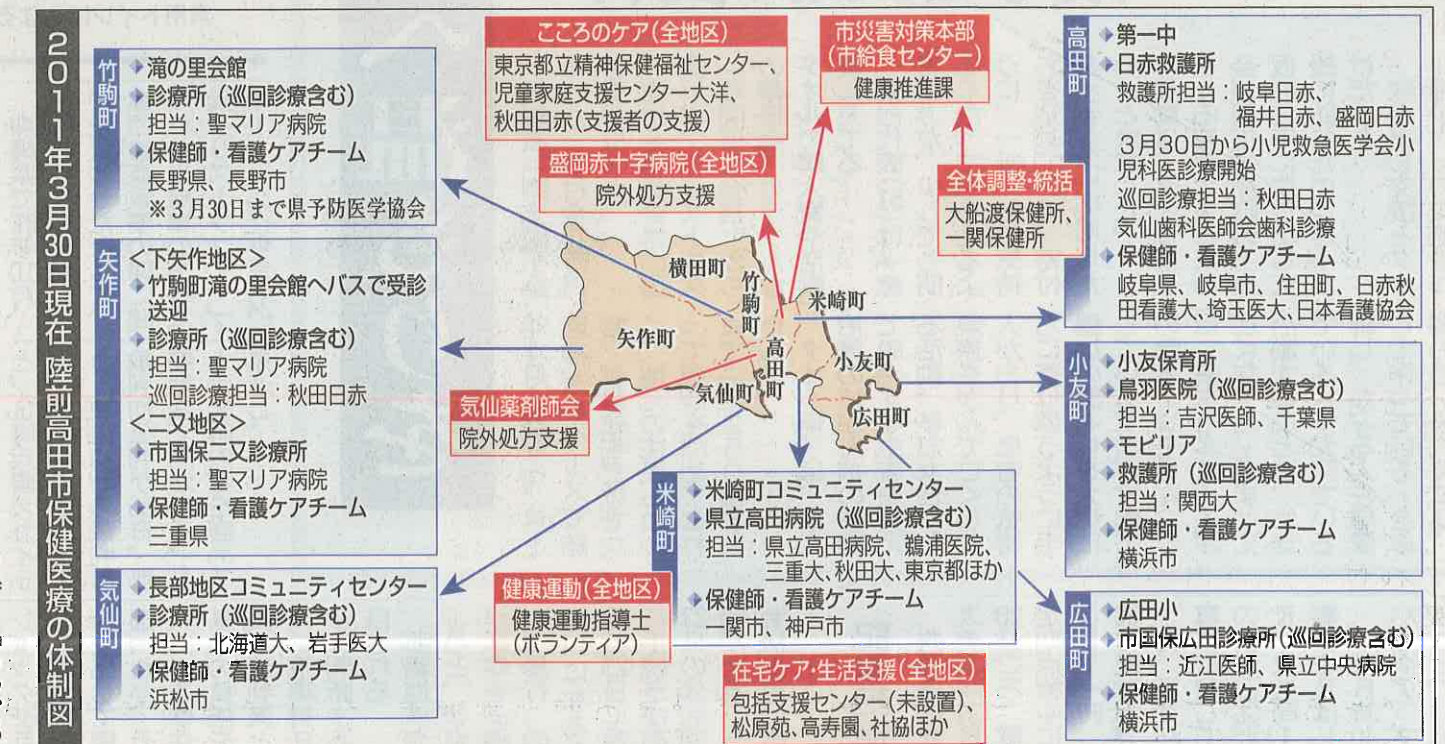 2011年3月30日現在 陸前高田市保健医療の体制図
竹駒町
◆滝の里会館
◆診療所（巡回診療含む）
担当：聖マリア病院
◆保健師・看護ケアチーム
長野県、長野市
※3月30日まで県予防医学協会
矢作町
<下矢作地区>
◆竹駒町滝の里会館へバスで受診
送迎
◆診療所（巡回診療含む）
担当：聖マリア病院
巡回診療担当：秋田日赤
<二又地区>
◆市国保二又診療所
担当：聖マリア病院
◆保健師・看護ケアチーム
三重県
気仙町
◆長部地区コミュニティセンター
◆診療所（巡回診療含む）
担当：北海道大、岩手医大
◆保健師・看護ケアチーム
浜松市
こころのケア（全地区）
東京都立精神保健福祉センター、
児童家庭支援センター大洋、
秋田日赤（支援者の支援）
盛岡赤十字病院（全地区）
院外処方支援
市災害対策本部
（市給食センター）
健康推進課
全体調整・統括
大船渡保健所、
一関保健所
横田町
竹駒町
米崎町
矢作町
高田町
小友町
気仙町
広田町
気仙薬剤師会
院外処方支援
健康運動（全地区）
健康運動指導士
（ボランティア）
米崎町
◆米崎町コミュニティセンター
◆県立高田病院（巡回診療含む）
担当：県立高田病院、鵜浦医院、
三重大、秋田大、東京都ほか
◆保健師・看護ケアチーム
一関市、神戸市
在宅ケア・生活支援（全地区）
包括支援センター（未設置）、
松原苑、高寿園、社協ほか
高田町
◆第一中
◆日赤救護所
救護所担当：岐阜日赤、
福井日赤、盛岡日赤
3月30日から小児救急医学会小
児科医診療開始
巡回診療担当：秋田日赤
気仙歯科医師会歯科診療
◆保健師・看護ケアチーム
岐阜県、岐阜市、住田町、日赤秋
田看護大、埼玉医大、日本看護協会
小友町
◆小友保育所
◆鳥羽医院（巡回診療含む）
担当：吉沢医師、千葉県
◆モビリア
◆救護所（巡回診療含む）
担当：関西大
◆保健師・看護ケアチーム
横浜市
広田町
◆広田小
◆市国保広田診療所（巡回診療含む）
担当：近江医師、県立中央病院
◆保健師・看護ケアチーム
横浜市